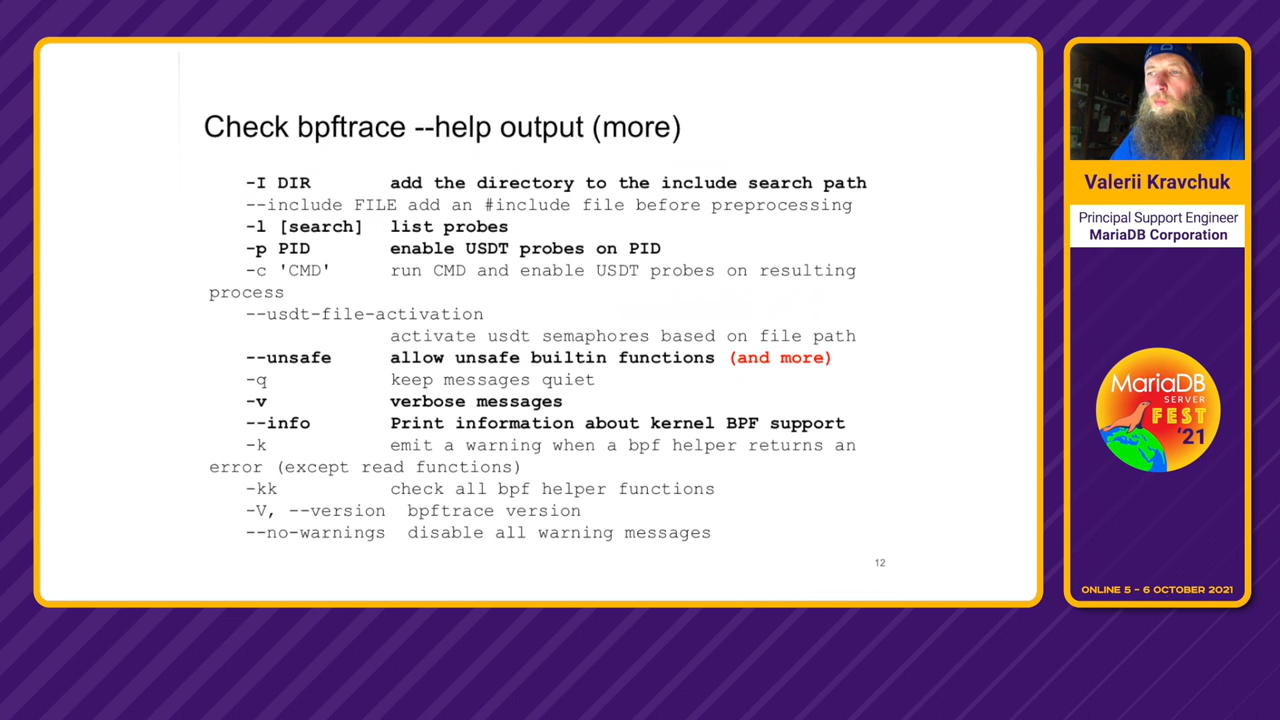 Check bpftrace --help output (more)
-I DIR add the directory to the include search path
--include FILE add an #include file before preprocessing
-l [search] list probes
-p PID enable USDT probes on PID
-c 'CMD' run CMD and enable USDT probes on resulting
process
--usdt-file-activation
activate usdt semaphores based on file path
--unsafe allow unsafe builtin functions (and more)
-q keep messages quiet
-v verbose messages
--info Print information about kernel BPF support
-k emit a warning when a bpf helper returns an
error (except read functions)
-kk check all bpf helper functions
-V, --version bpftrace version
--no-warnings disable all warning messages
12
Valerii Kravchuk
Principal Support Engineer
MariaDB Corporation
MariaDB
SERVER
FEST
'21
ONLINE 5 - 6 OCTOBER 2021